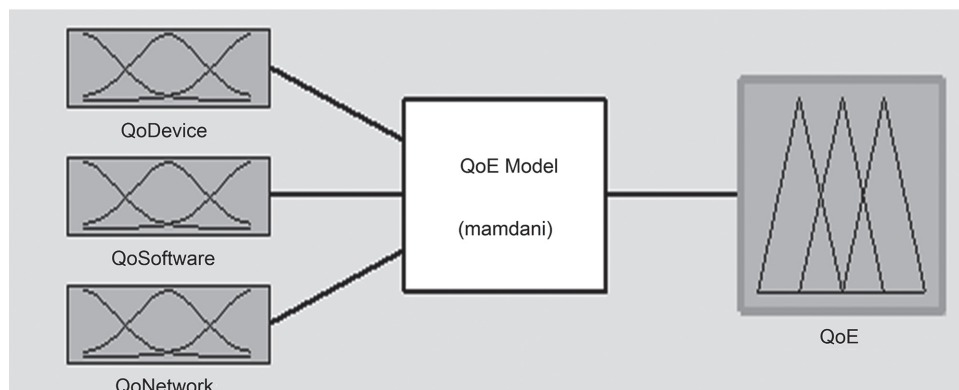 QoDevice
QoSoftware
QoNetwork
QoE Model
(mamdani)
QoE